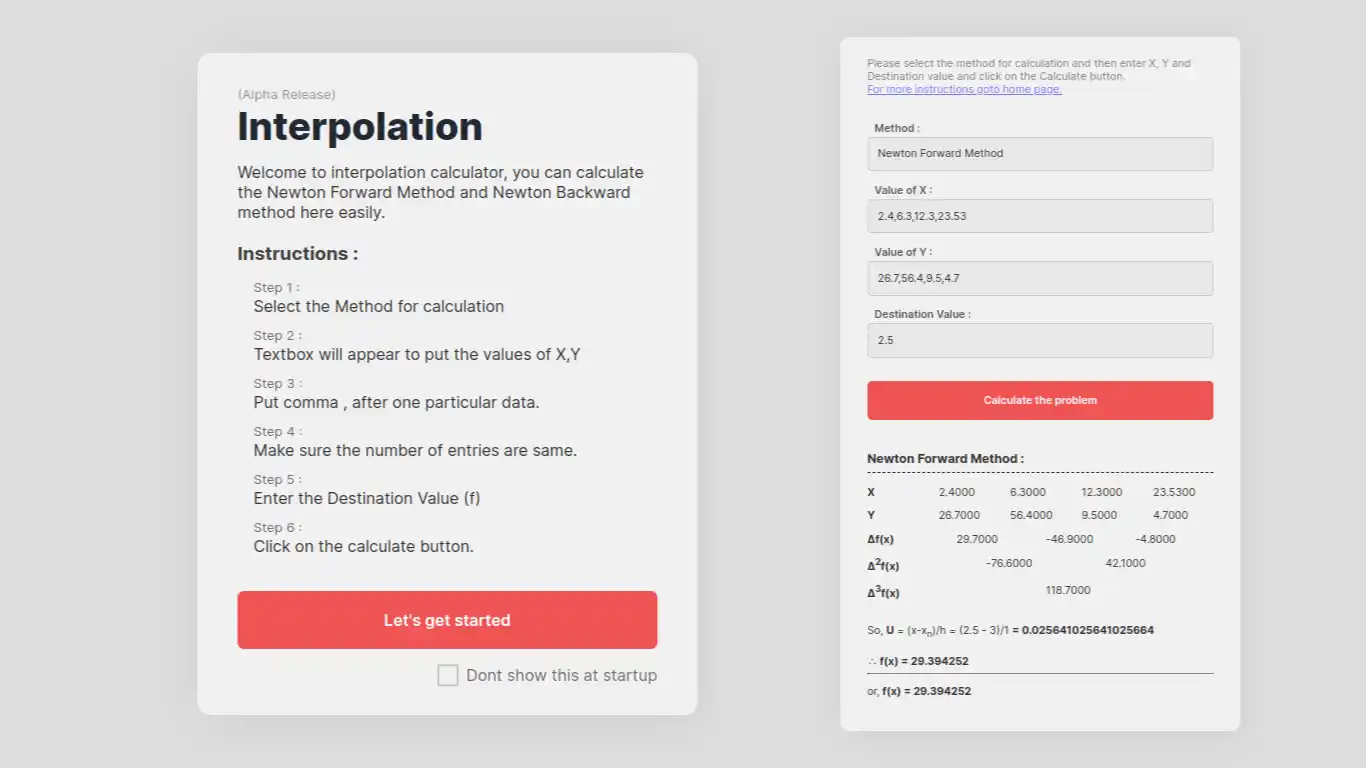 (Alpha Release)
Interpolation
Welcome to interpolation calculator, you can calculate
the Newton Forward Method and Newton Backward
method here easily.
Instructions :
Step 1 :
Select the Method for calculation
Step 2 :
Textbox will appear to put the values of X,Y
Step 3 :
Put comma , after one particular data.
Step 4 :
Make sure the number of entries are same.
Step 5 :
Enter the Destination Value (f)
Step 6 :
Click on the calculate button.
Let's get started
Dont show this at startup
Please select the method for calculation and then enter X, Y and
Destination value and click on the Calculate button.
For more instructions goto home page.
Method :
Newton Forward Method
Value of X :
2.4,6.3,12.3,23.53
Value of Y :
26.7,56.4,9.5,4.7
Destination Value :
2.5
Calculate the problem
Newton Forward Method :
X 2.4000 6.3000 12.3000 23.5300
Y 26.7000 56.4000 9.5000 4.7000
Δf(x) 29.7000 -46.9000 -4.8000
Δ²f(x) -76.6000 42.1000
Δ³f(x) 118.7000
So, U = (x-xₙ)/h = (2.5 - 3)/1 = 0.025641025641025664
∴ f(x) = 29.394252
or, f(x) = 29.394252